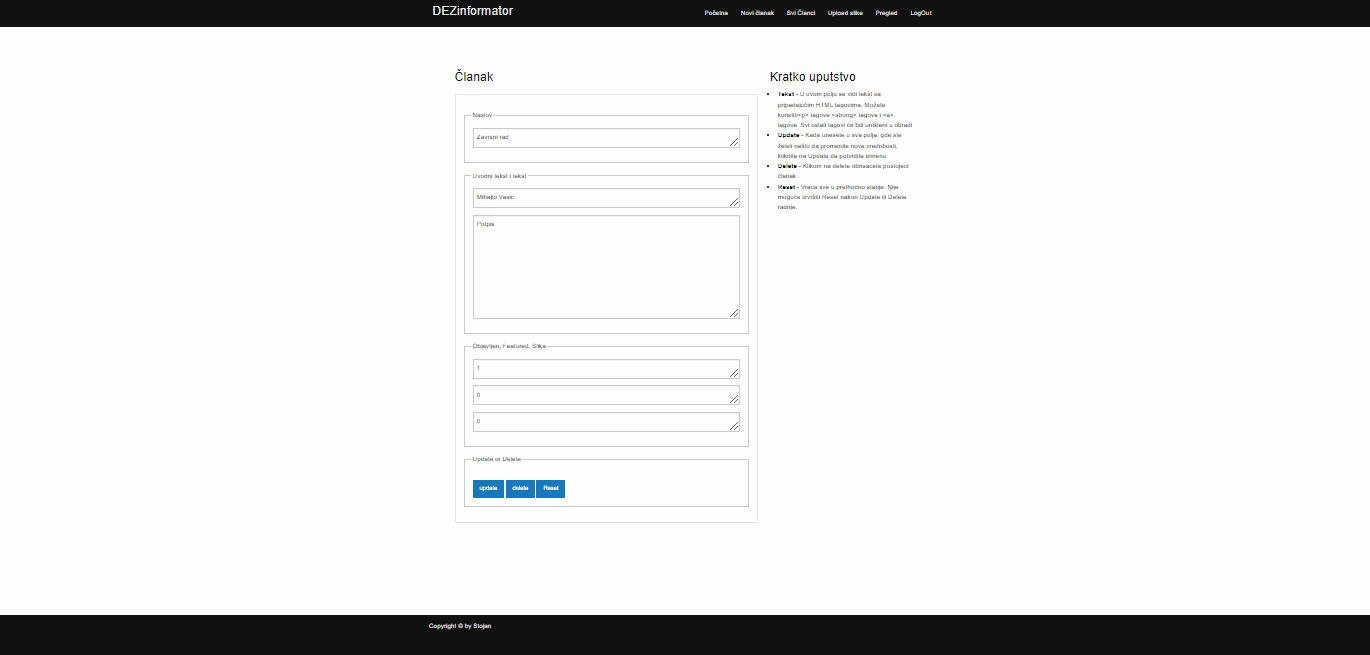 DEZinformator
Početna Novi članak Svi Članci Upload slike Pregled LogOut
Članak
Naslov
Zavrsni rad
Uvodni tekst i tekst
Mihajlo Vasic
Potpis
Objavljen, Featured, Slika
1
0
0
Update or Delete
update delete Reset
Kratko uputstvo
Tekst - U ovom polju se vidi tekst sa
pripadajućim HTML tagovima. Možete
koristiti<p> tagove <strong> tagove i <a>
tagove. Svi ostali tagovi će biti uništeni u obradi
Update - Kada unesete u sva polja, gde ste
želeli nešto da promenite nove vrednosti,
kliknite na Update da potvrdite izmenu
Delete - Klikom na delete obrisaćete postojeći
članak
Reset - Vraca sve u prethodno stanje. Nije
moguće izvršiti Reset nakon Update ili Delete
radnje.
Copyright © by Stojan